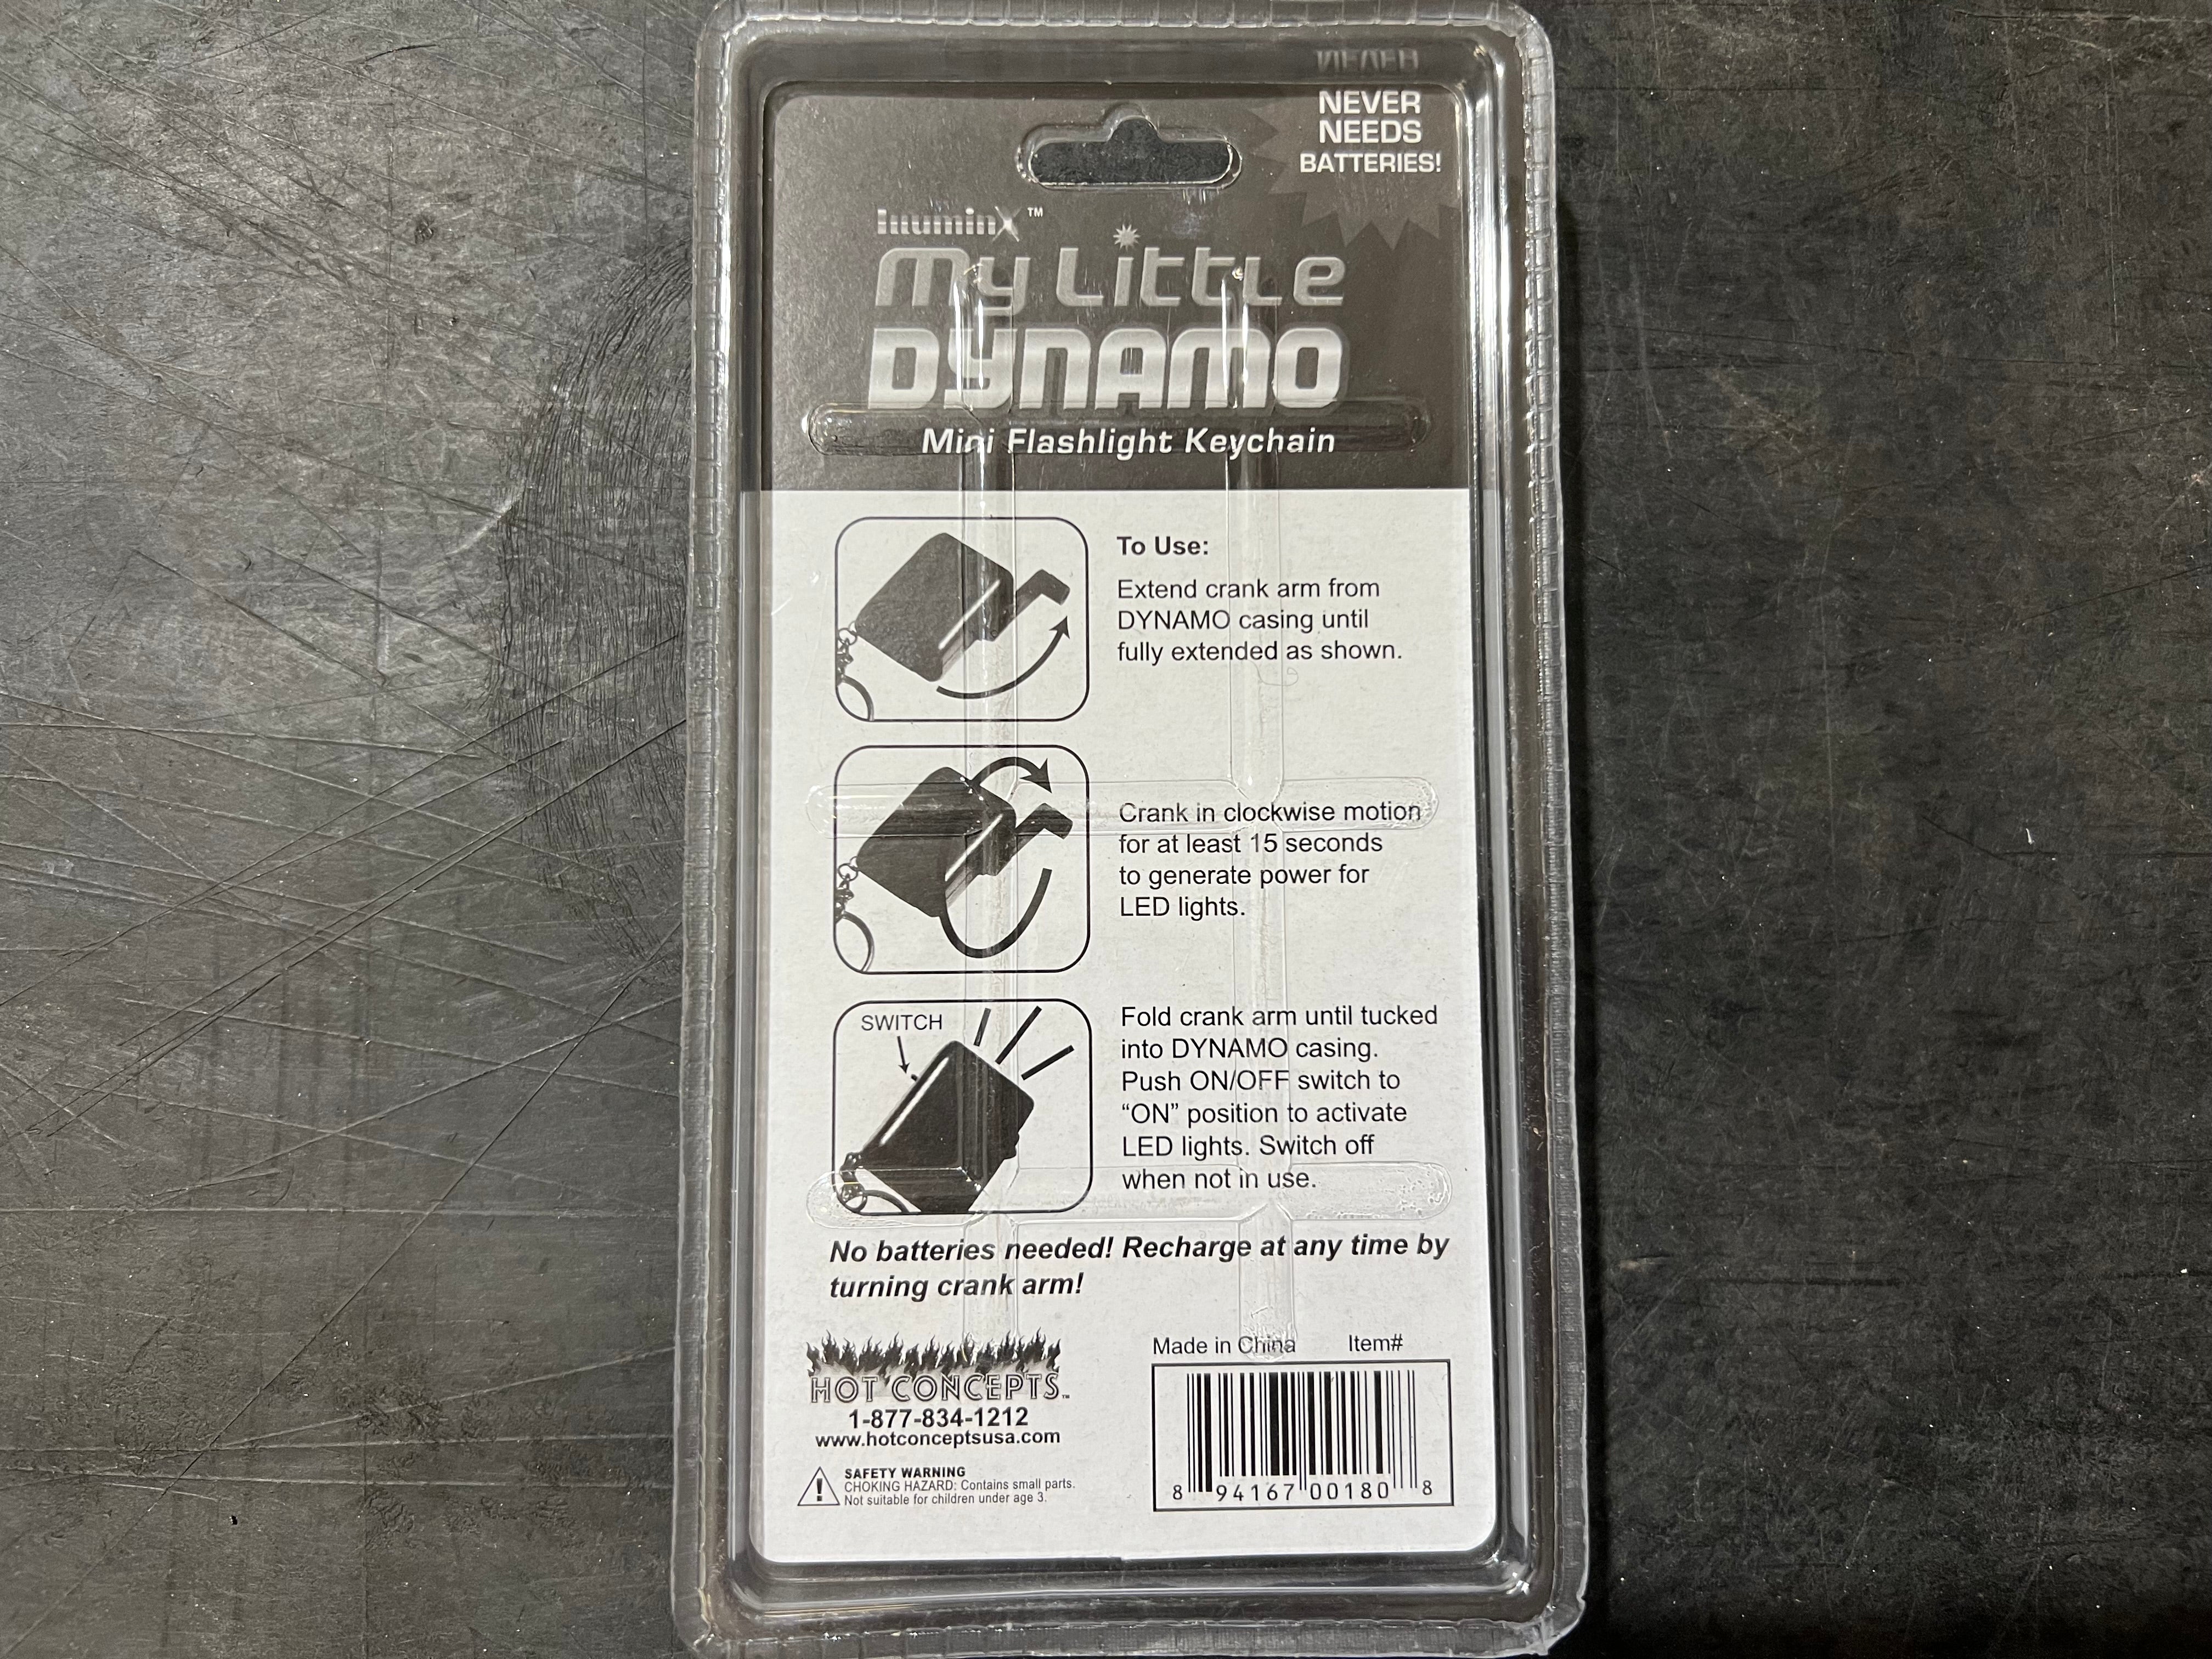 NEVER
NEEDS
BATTERIES!
IlluminX™
My Little
DYNAMO
Mini Flashlight Keychain
To Use:
Extend crank arm from
DYNAMO casing until
fully extended as shown.
Crank in clockwise motion
for at least 15 seconds
to generate power for
LED lights.
SWITCH
Fold crank arm until tucked
into DYNAMO casing.
Push ON/OFF switch to
“ON” position to activate
LED lights. Switch off
when not in use.
No batteries needed! Recharge at any time by
turning crank arm!
HOT CONCEPTS™
1-877-834-1212
www.hotconceptsusa.com
SAFETY WARNING
CHOKING HAZARD: Contains small parts.
Not suitable for children under age 3.
Made in China Item#
8 94167 00180 8